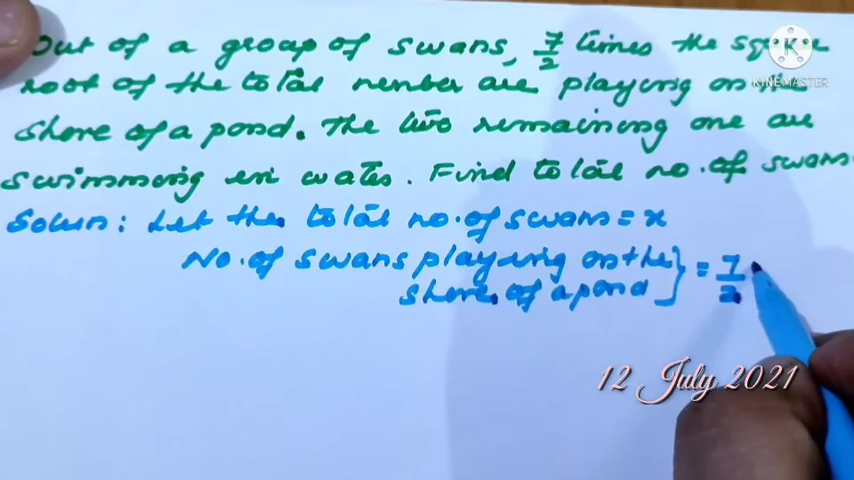 Out of a group of swans, 7/2 times the square
root of the total number are playing on
shore of a pond. The two remaining one are
swimming in water. Find total no. of swans.
Soln: Let the total no. of swans = x
No. of swans playing on the } = 7/2
shore of a pond
K
KINEMASTER
12 July 2021